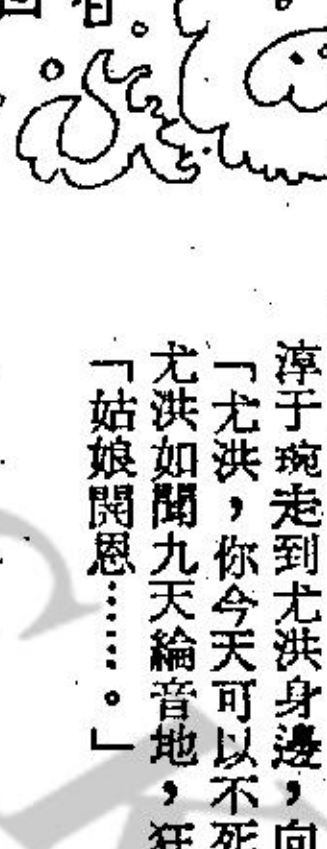 淳于琬走到尤洪身邊，向
「尤洪，你今天可以不死
尤洪如聞九天綸音地，狂
「姑娘開恩……。」